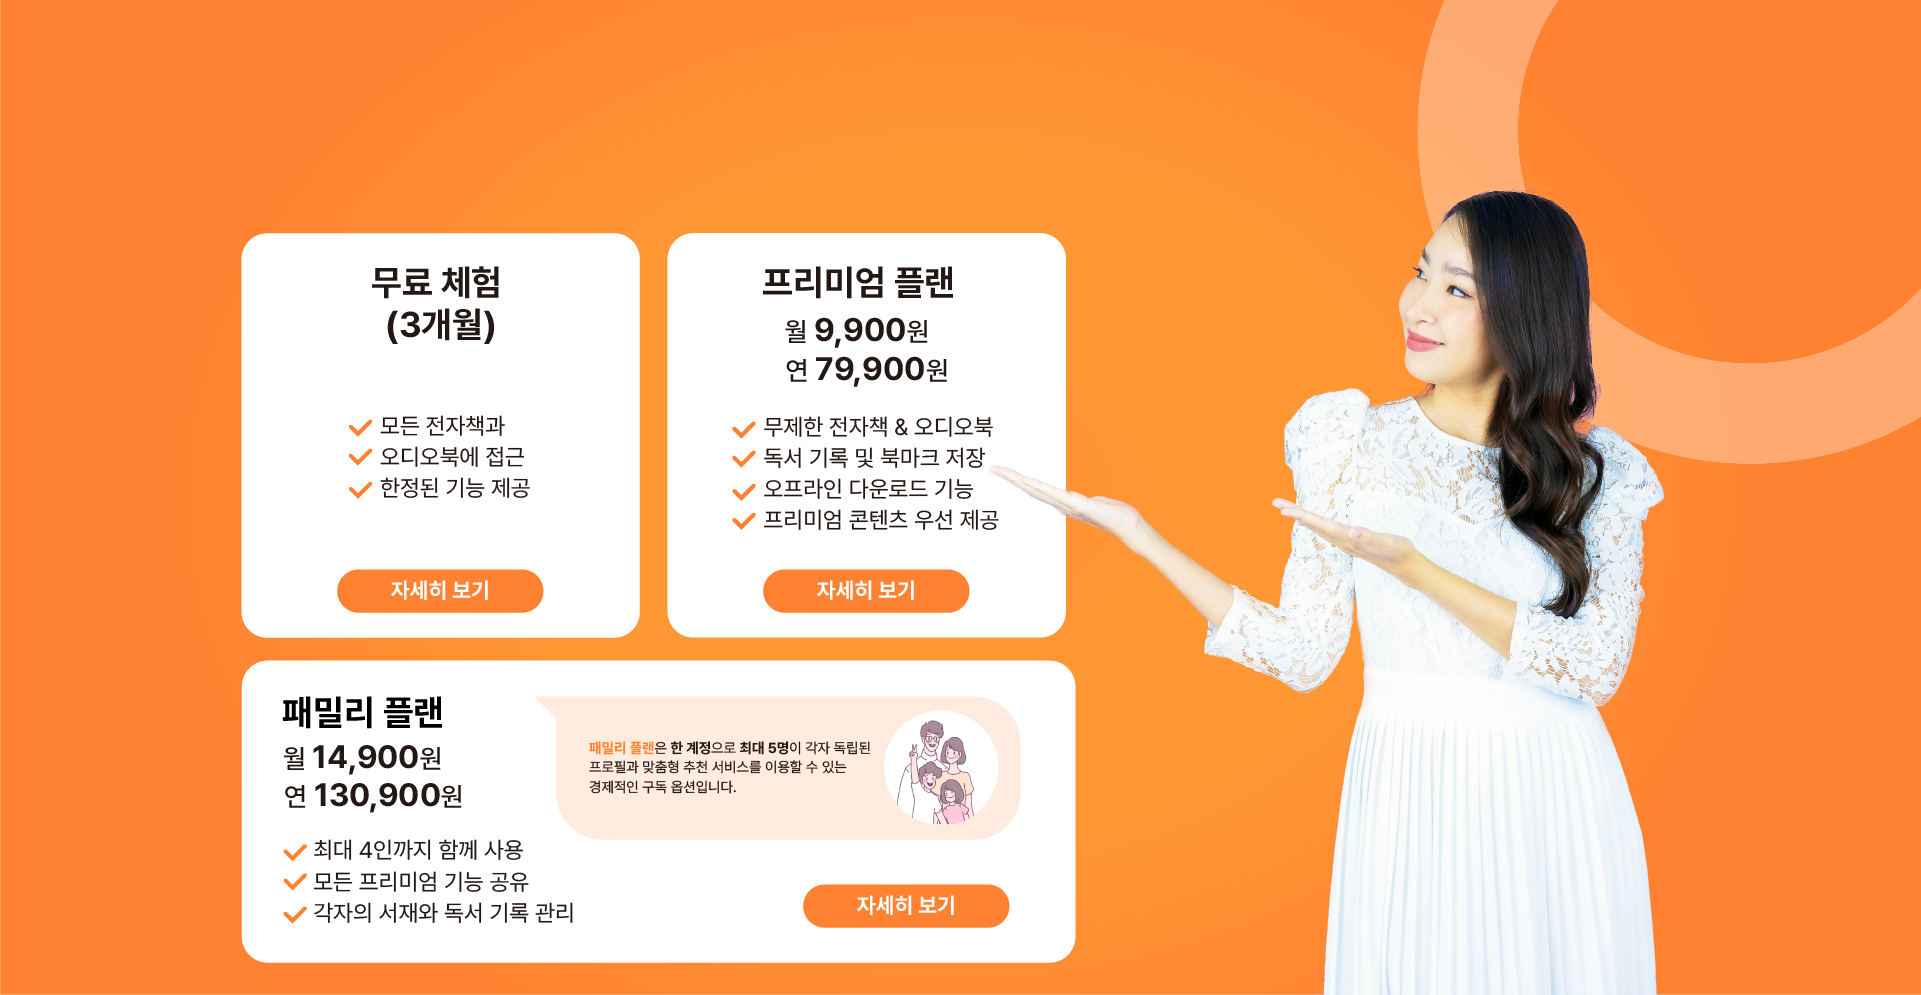 무료 체험
(3개월)
모든 전자책과
오디오북에 접근
한정된 기능 제공
자세히 보기
프리미엄 플랜
월 9,900원
연 79,900원
무제한 전자책 & 오디오북
독서 기록 및 북마크 저장
오프라인 다운로드 기능
프리미엄 콘텐츠 우선 제공
자세히 보기
패밀리 플랜
월 14,900원
연 130,900원
최대 4인까지 함께 사용
모든 프리미엄 기능 공유
각자의 서재와 독서 기록 관리
패밀리 플랜은 한 계정으로 최대 5명이 각자 독립된
프로필과 맞춤형 추천 서비스를 이용할 수 있는
경제적인 구독 옵션입니다.
자세히 보기